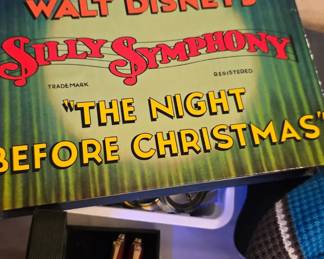 WALT DISNEY'S
SILLY SYMPHONY
TRADEMARK REGISTERED
"THE NIGHT
BEFORE CHRISTMAS"